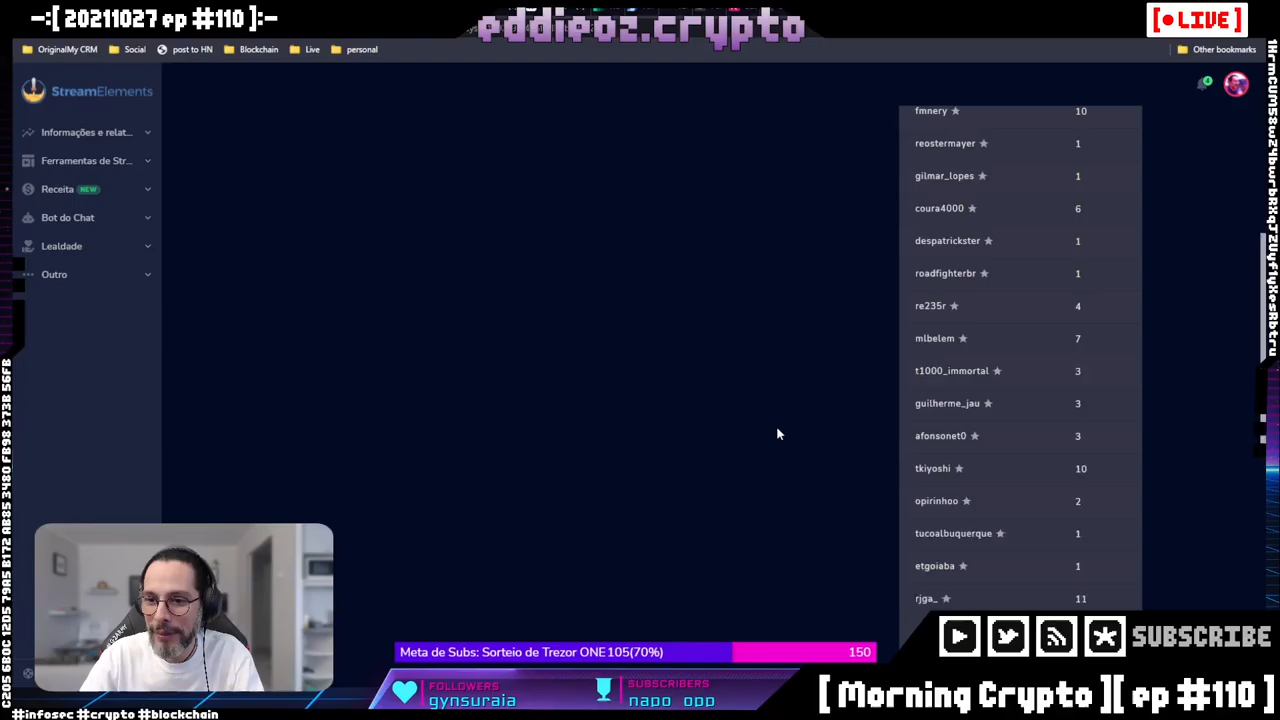 -:[ 20211027 ep #110 ]:-
eddieoz.crypto
[ ● LIVE ]
OriginalMy CRM
Social
post to HN
Blockchain
Live
personal
Other bookmarks
StreamElements
4
Informações e relat...
Ferramentas de Str...
Receita NEW
Bot do Chat
Lealdade
Outro
fmnery 10
reostermayer 1
gilmar_lopes 1
coura4000 6
despatrickster 1
roadfighterbr 1
re235r 4
mlbelem 7
t1000_immortal 3
guilherme_jau 3
afonsonet0 3
tkiyoshi 10
opirinhoo 2
tucoalbuquerque 1
etgoiaba 1
rjga_ 11
Meta de Subs: Sorteio de Trezor ONE 105(70%) 150
FOLLOWERS
gynsuraia
SUBSCRIBERS
napo_opp
SUBSCRIBE
[ Morning Crypto ][ ep #110 ]
#infosec #crypto #blockchain